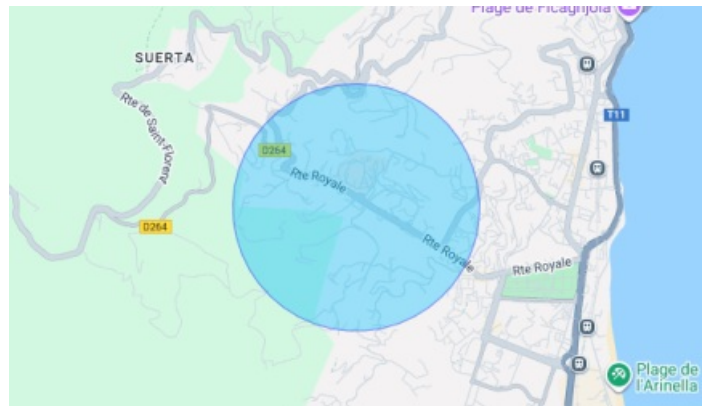 Plage de Ficaghjola
SUERTA
T11
Rte de Saint-Florent
D264
Rte Royale
D264
Rte Royale
Rte Royale
Plage de
l'Arinella